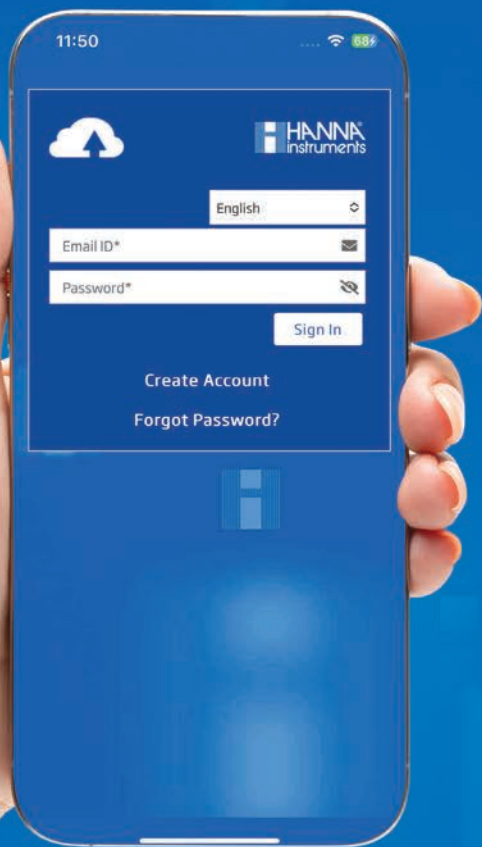 11:50
68
HANNA
instruments
English
Email ID*
Password*
Sign In
Create Account
Forgot Password?